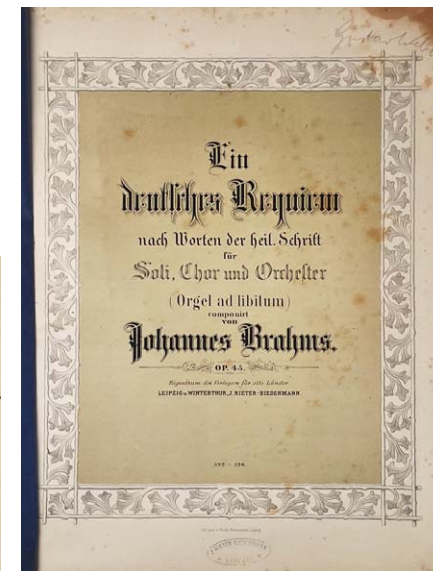 Ein
deutsches Requiem
nach Worten der heil. Schrift
für
Soli, Chor und Orchester
(Orgel ad libitum)
componirt
von
Johannes Brahms.
OP. 45.
Eigenthum des Verlegers für alle Länder.
LEIPZIG u. WINTERTHUR, J. RIETER-BIEDERMANN.